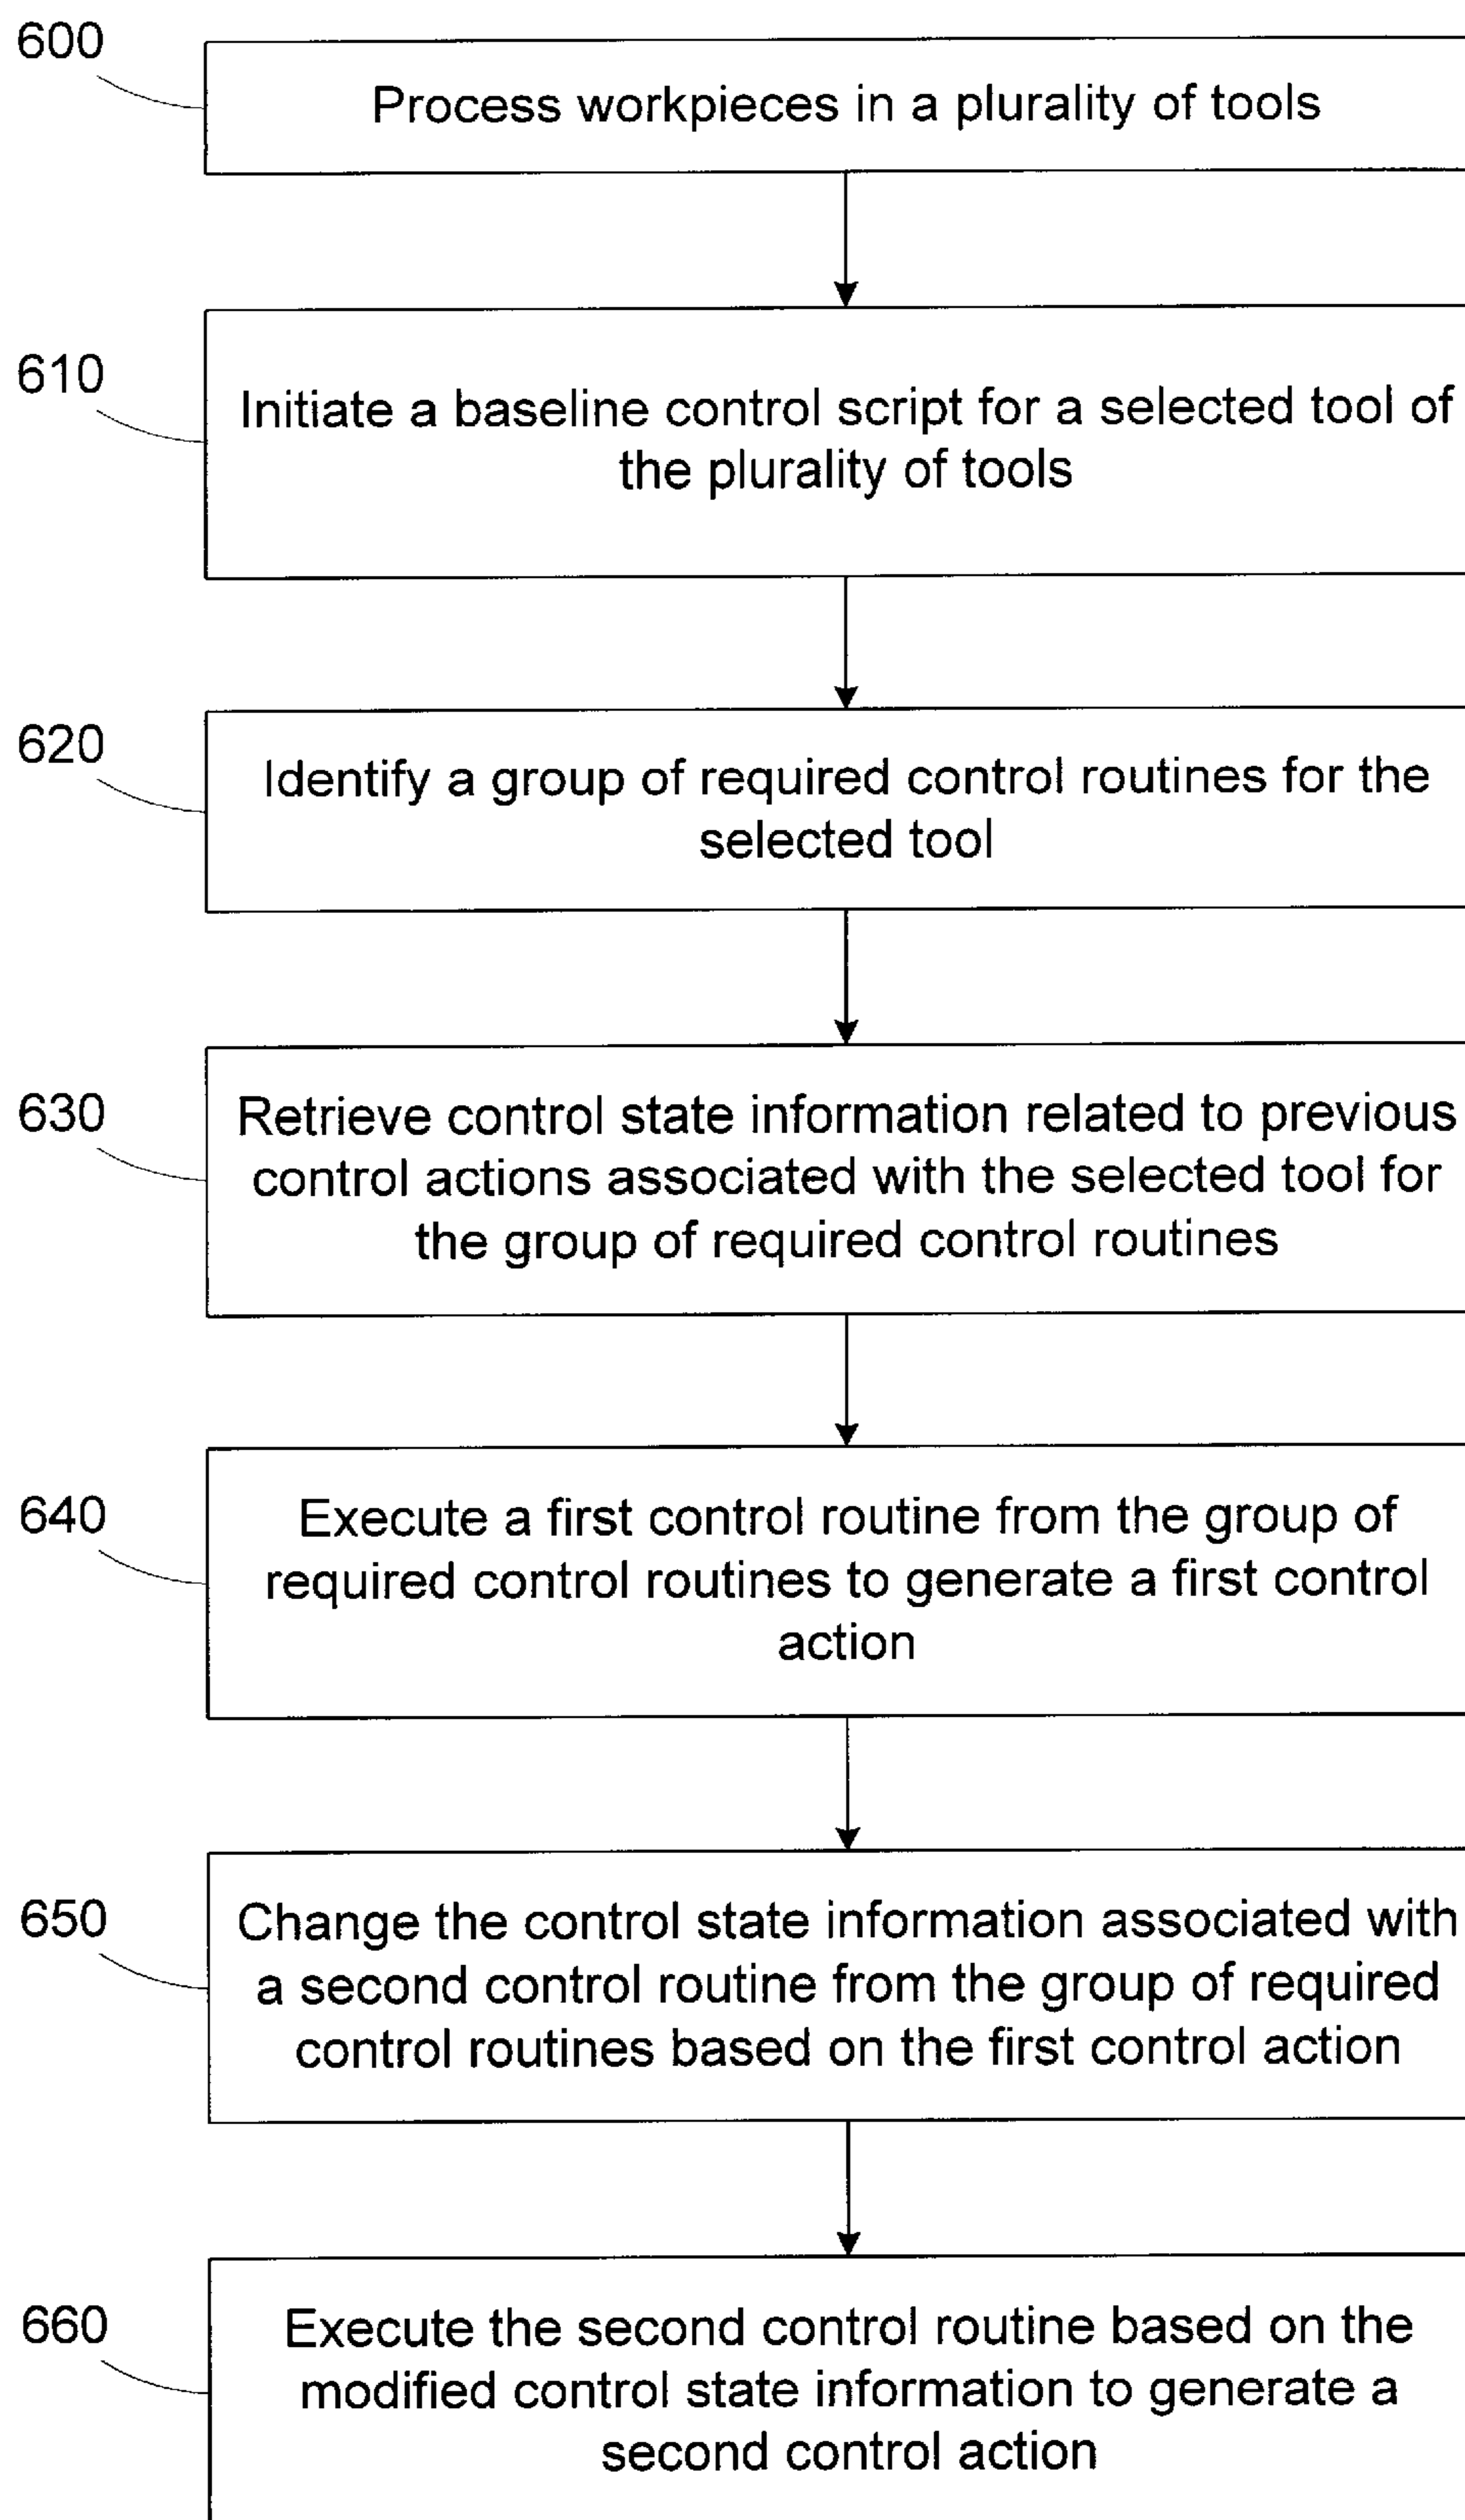 600
Process workpieces in a plurality of tools
610
Initiate a baseline control script for a selected tool of
the plurality of tools
620
Identify a group of required control routines for the
selected tool
630
Retrieve control state information related to previous
control actions associated with the selected tool for
the group of required control routines
640
Execute a first control routine from the group of
required control routines to generate a first control
action
650
Change the control state information associated with
a second control routine from the group of required
control routines based on the first control action
660
Execute the second control routine based on the
modified control state information to generate a
second control action